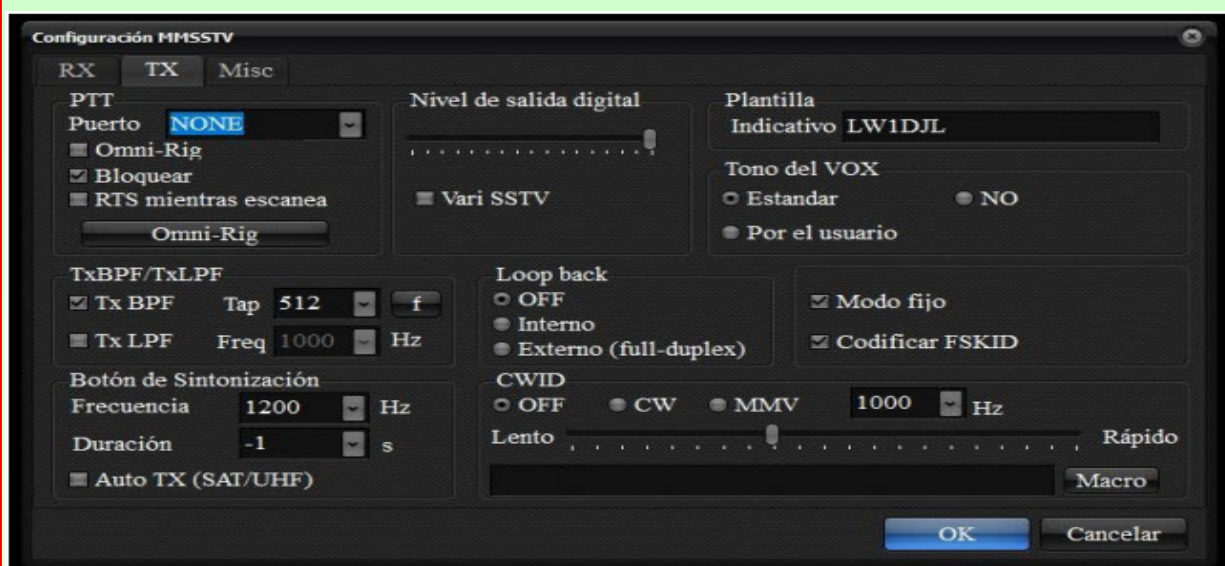 Configuración MMSSTV
RX TX Misc
PTT
Puerto NONE
Omni-Rig
Bloquear
RTS mientras escanea
Omni-Rig
Nivel de salida digital
Vari SSTV
Plantilla
Indicativo LW1DJL
Tono del VOX
Estandar NO
Por el usuario
TxBPF/TxLPF
Tx BPF Tap 512 f
Tx LPF Freq 1000 Hz
Loop back
OFF
Interno
Externo (full-duplex)
Modo fijo
Codificar FSKID
Botón de Sintonización
Frecuencia 1200 Hz
Duración -1 s
Auto TX (SAT/UHF)
CWID
OFF CW MMV 1000 Hz
Lento Rápido
Macro
OK Cancelar